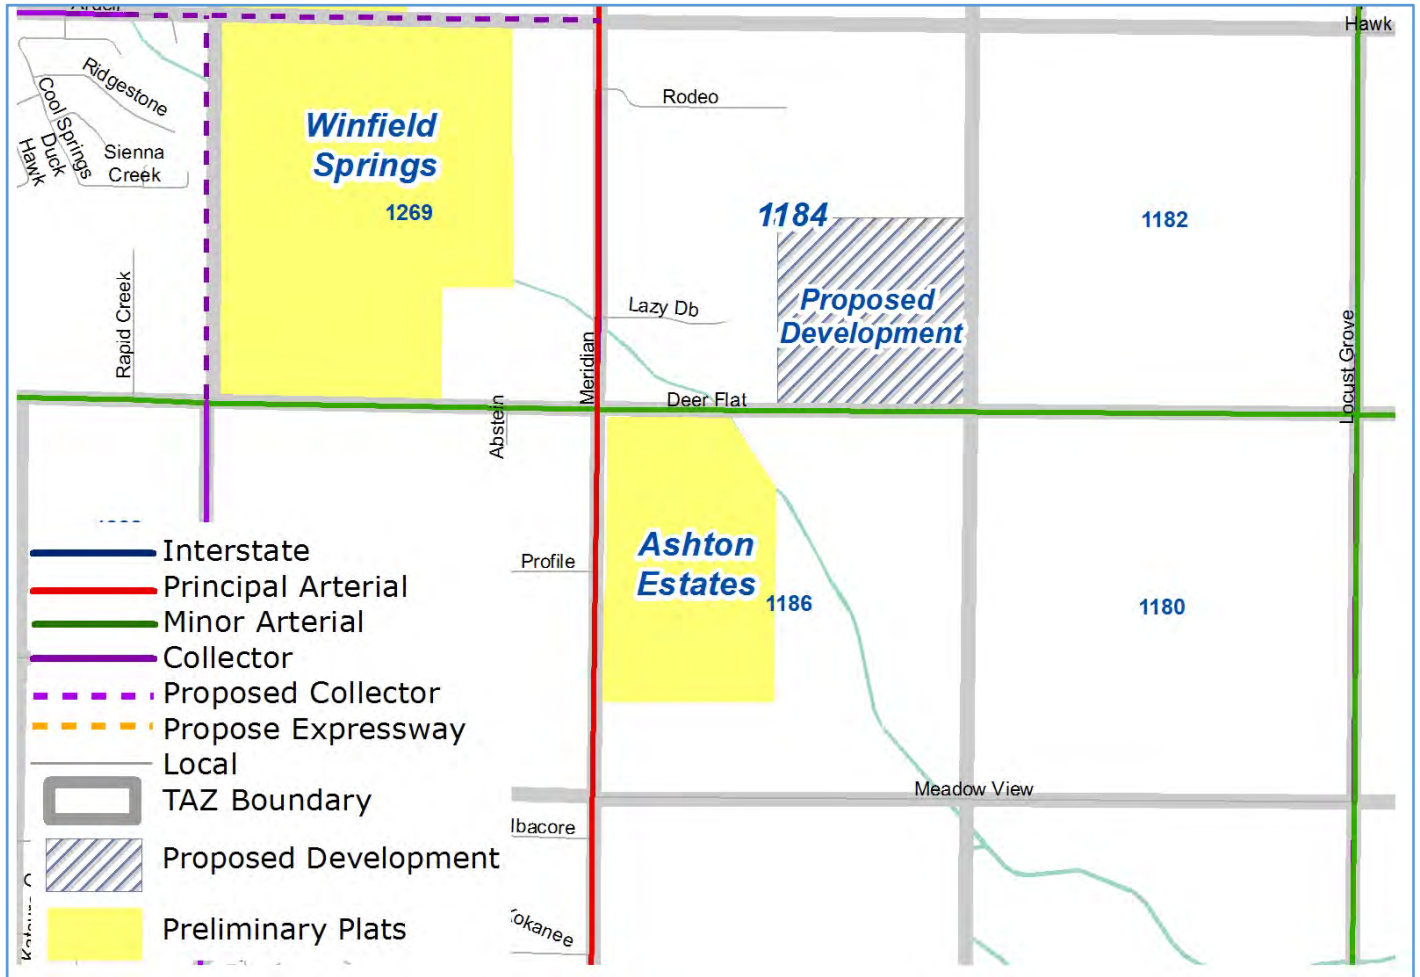 Hawk
Ridgestone
Cool Springs
Duck
Hawk
Sienna
Creek
Winfield
Springs
1269
Rodeo
1184
Proposed
Development
1182
Rapid Creek
Lazy Db
Meridian
Locust Grove
Deer Flat
Abstein
Profile
Ashton
Estates
1186
1180
Interstate
Principal Arterial
Minor Arterial
Collector
Proposed Collector
Propose Expressway
Local
TAZ Boundary
Proposed Development
Preliminary Plats
Meadow View
lbacore